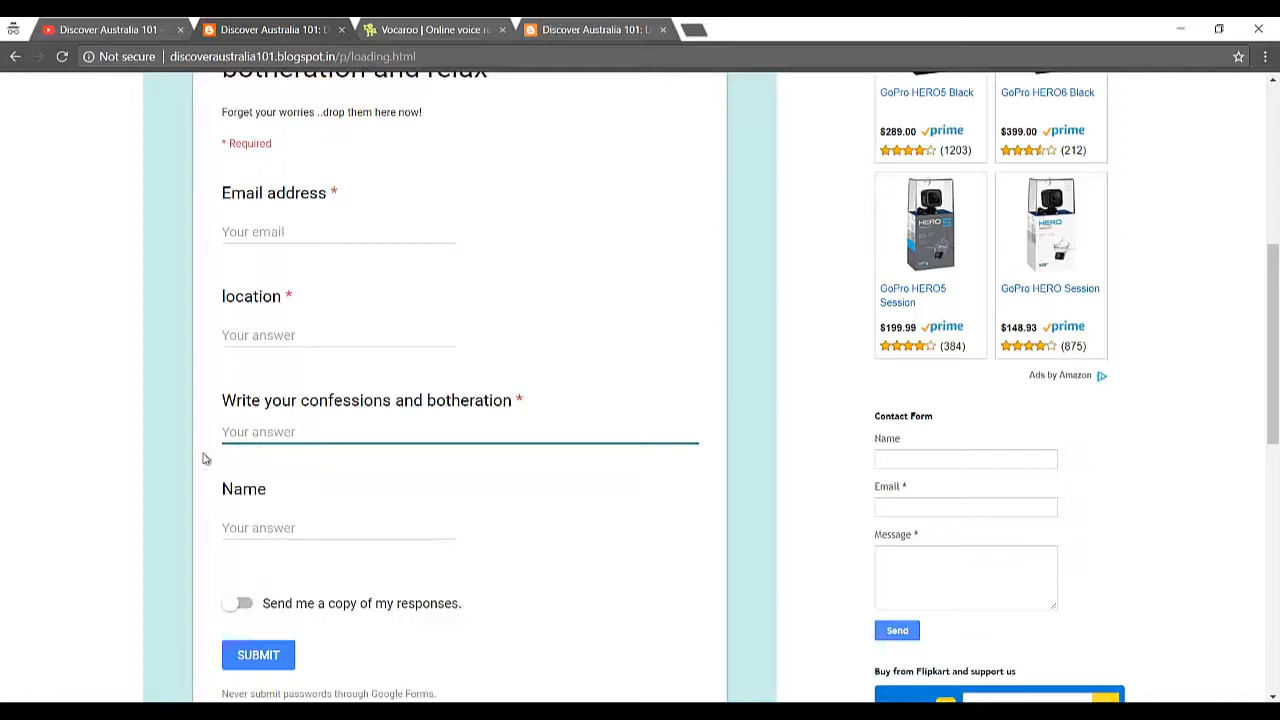 Discover Australia 101 -
Discover Australia 101: D
Vocaroo | Online voice r
Discover Australia 101: D
Not secure
discoveraustralia101.blogspot.in/p/loading.html
botheration and relax
Forget your worries ..drop them here now!
* Required
Email address *
Your email
location *
Your answer
Write your confessions and botheration *
Your answer
Name
Your answer
Send me a copy of my responses.
SUBMIT
Never submit passwords through Google Forms.
GoPro HERO5 Black
$289.00 prime
(1203)
GoPro HERO6 Black
$399.00 prime
(212)
HERO5
GoPro HERO5
Session
$199.99 prime
(384)
HERO
GoPro HERO Session
$148.93 prime
(875)
Ads by Amazon
Contact Form
Name
Email *
Message *
Send
Buy from Flipkart and support us